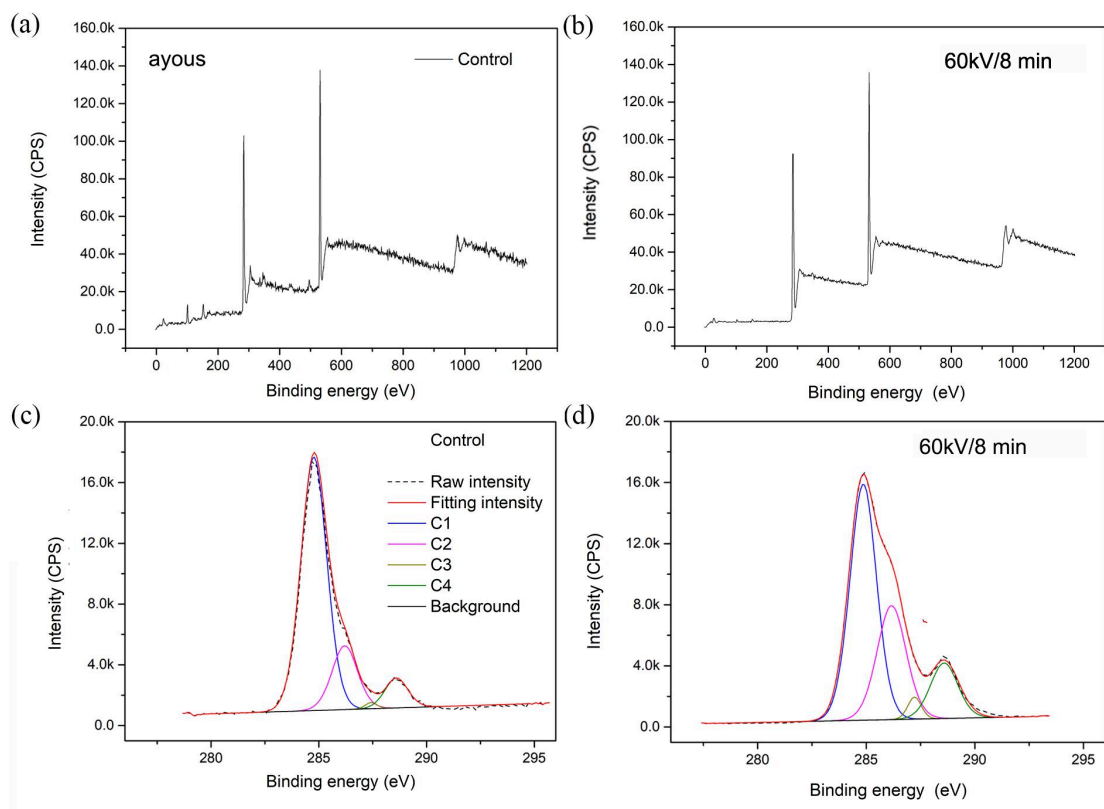 (a)
160.0k
140.0k
120.0k
100.0k
80.0k
60.0k
40.0k
20.0k
0.0
Intensity (CPS)
ayous
Control
0 200 400 600 800 1000 1200
Binding energy (eV)
(b)
160.0k
140.0k
120.0k
100.0k
80.0k
60.0k
40.0k
20.0k
0.0
Intensity (CPS)
60kV/8 min
0 200 400 600 800 1000 1200
Binding energy (eV)
(c)
20.0k
16.0k
12.0k
8.0k
4.0k
0.0
Intensity (CPS)
Control
Raw intensity
Fitting intensity
C1
C2
C3
C4
Background
280 285 290 295
Binding energy (eV)
(d)
20.0k
16.0k
12.0k
8.0k
4.0k
0.0
Intensity (CPS)
60kV/8 min
280 285 290 295
Binding energy (eV)